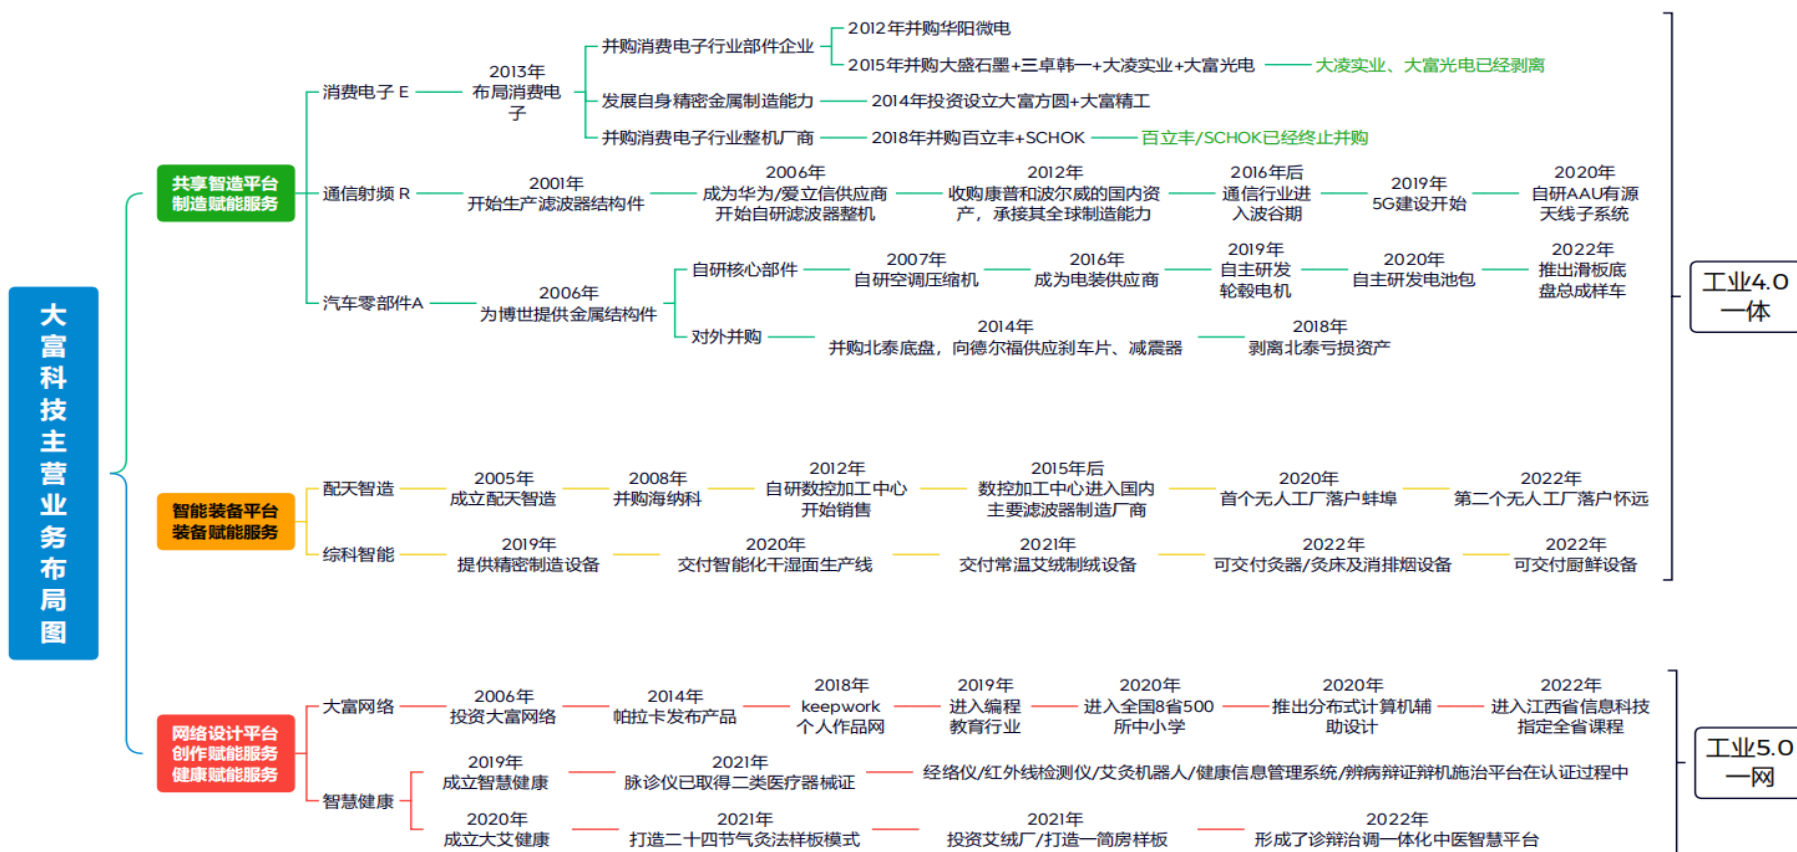 大富科技主营业务布局图
共享智造平台
制造赋能服务
消费电子 E
2013年
布局消费电
子
并购消费电子行业部件企业
2012年并购华阳微电
2015年并购大盛石墨+三卓韩一+大凌实业+大富光电
大凌实业、大富光电已经剥离
发展自身精密金属制造能力
2014年投资设立大富方圆+大富精工
并购消费电子行业整机厂商
2018年并购百立丰+SCHOK
百立丰/SCHOK已经终止并购
通信射频 R
2001年
开始生产滤波器结构件
2006年
成为华为/爱立信供应商
开始自研滤波器整机
2012年
收购康普和波尔威的国内资
产，承接其全球制造能力
2016年后
通信行业进
入波谷期
2019年
5G建设开始
2020年
自研AAU有源
天线子系统
汽车零部件A
2006年
为博世提供金属结构件
自研核心部件
2007年
自研空调压缩机
2016年
成为电装供应商
2019年
自主研发
轮毂电机
2020年
自主研发电池包
2022年
推出滑板底
盘总成样车
对外并购
2014年
并购北泰底盘，向德尔福供应刹车片、减震器
2018年
剥离北泰亏损资产
工业4.0
一体
智能装备平台
装备赋能服务
配天智造
2005年
成立配天智造
2008年
并购海纳科
2012年
自研数控加工中心
开始销售
2015年后
数控加工中心进入国内
主要滤波器制造厂商
2020年
首个无人工厂落户蚌埠
2022年
第二个无人工厂落户怀远
综科智能
2019年
提供精密制造设备
2020年
交付智能化干湿面生产线
2021年
交付常温艾绒制绒设备
2022年
可交付灸器/灸床及消排烟设备
2022年
可交付厨鲜设备
网络设计平台
创作赋能服务
健康赋能服务
大富网络
2006年
投资大富网络
2014年
帕拉卡发布产品
2018年
keepwork
个人作品网
2019年
进入编程
教育行业
2020年
进入全国8省500
所中小学
2020年
推出分布式计算机辅
助设计
2022年
进入江西省信息科技
指定全省课程
智慧健康
2019年
成立智慧健康
2021年
脉诊仪已取得二类医疗器械证
经络仪/红外线检测仪/艾灸机器人/健康信息管理系统/辨病辩证辩机施治平台在认证过程中
2020年
成立大艾健康
2021年
打造二十四节气灸法样板模式
2021年
投资艾绒厂/打造一简房样板
2022年
形成了诊辩治调一体化中医智慧平台
工业5.0
一网